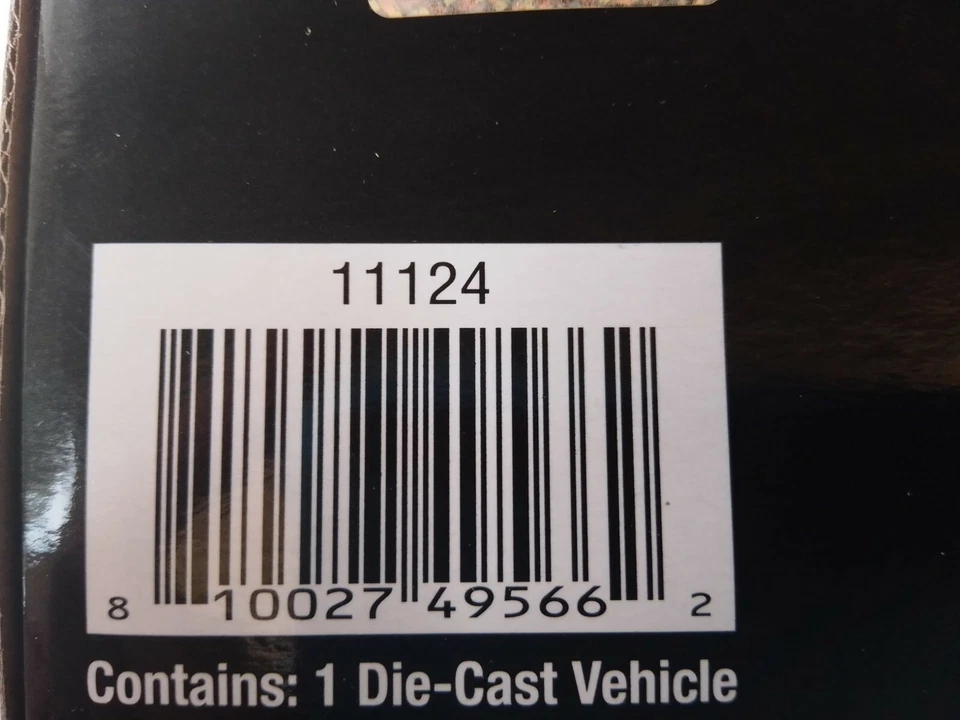 11124
8 10027 49566 2
Contains: 1 Die-Cast Vehicle